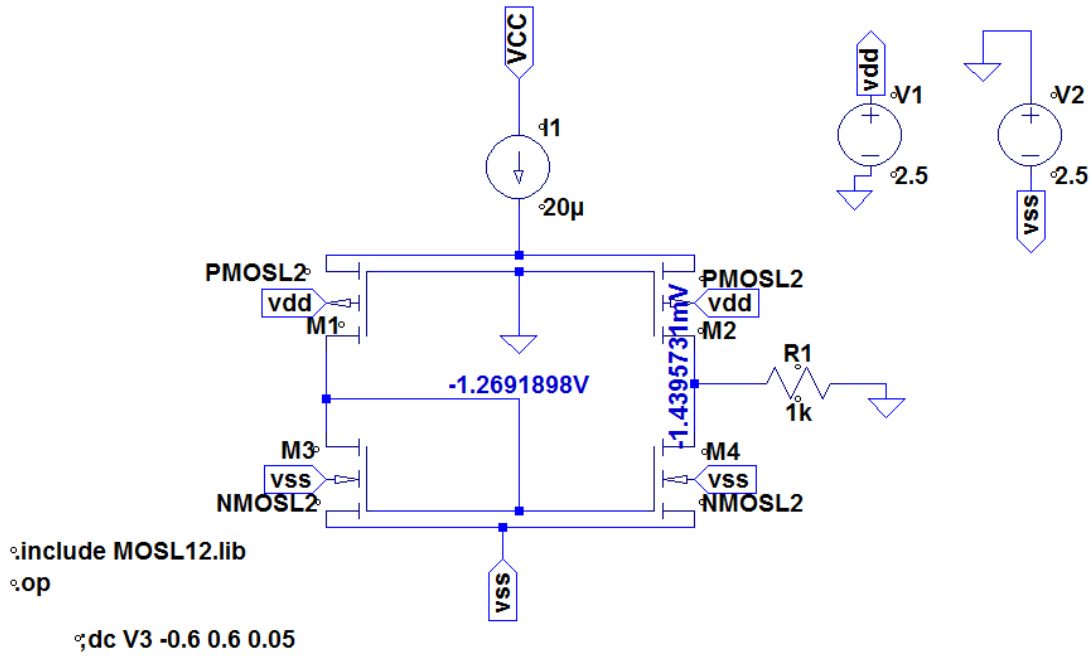 VCC
I1
20µ
vdd
V1
2.5
V2
2.5
vss
PMOSL2
vdd
M1
PMOSL2
vdd
M2
-1.2691898V
-1.4395731mV
R1
1k
M3
vss
NMOSL2
M4
vss
NMOSL2
vss
.include MOSL12.lib
.op
;dc V3 -0.6 0.6 0.05